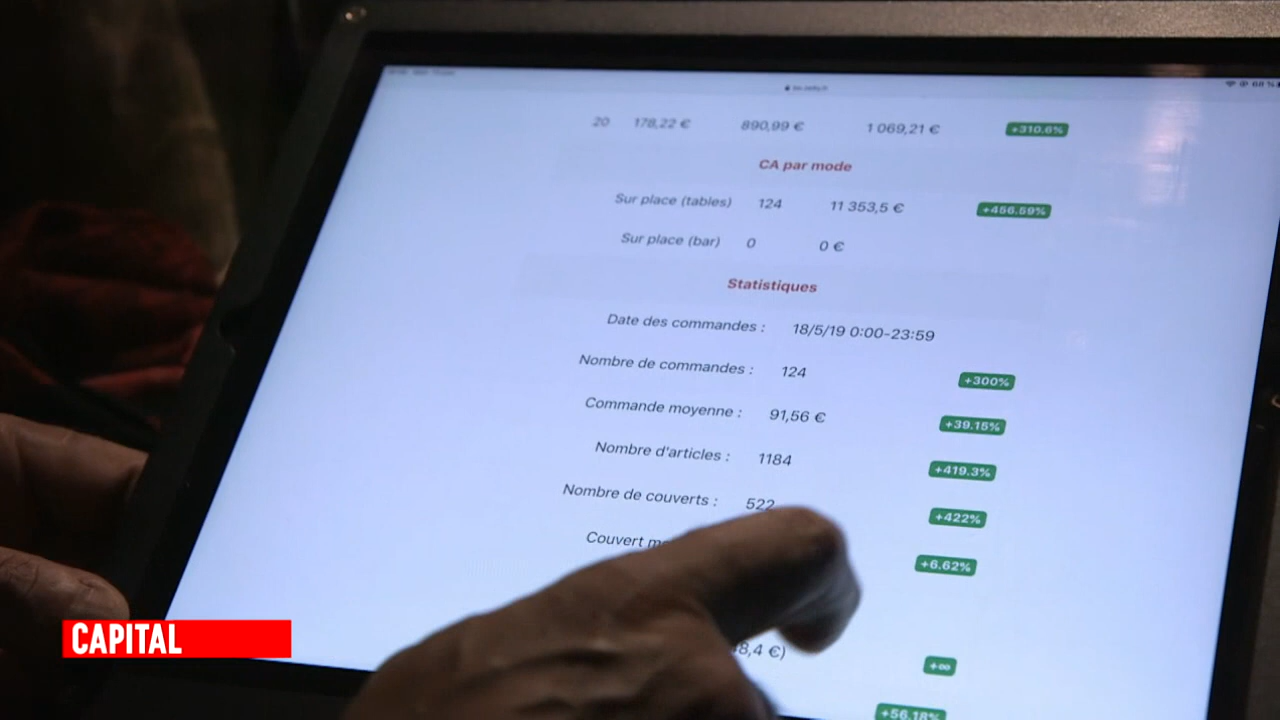 20 178,22 € 890,99 € 1 069,21 € +310.6%
CA par mode
Sur place (tables) 124 11 353,5 € +456.59%
Sur place (bar) 0 0 €
Statistiques
Date des commandes : 18/5/19 0:00-23:59
Nombre de commandes : 124 +300%
Commande moyenne : 91,56 € +39.15%
Nombre d'articles : 1184 +419.3%
Nombre de couverts : 522 +422%
Couvert +6.62%
8,4 €) +∞
+56.18%
CAPITAL